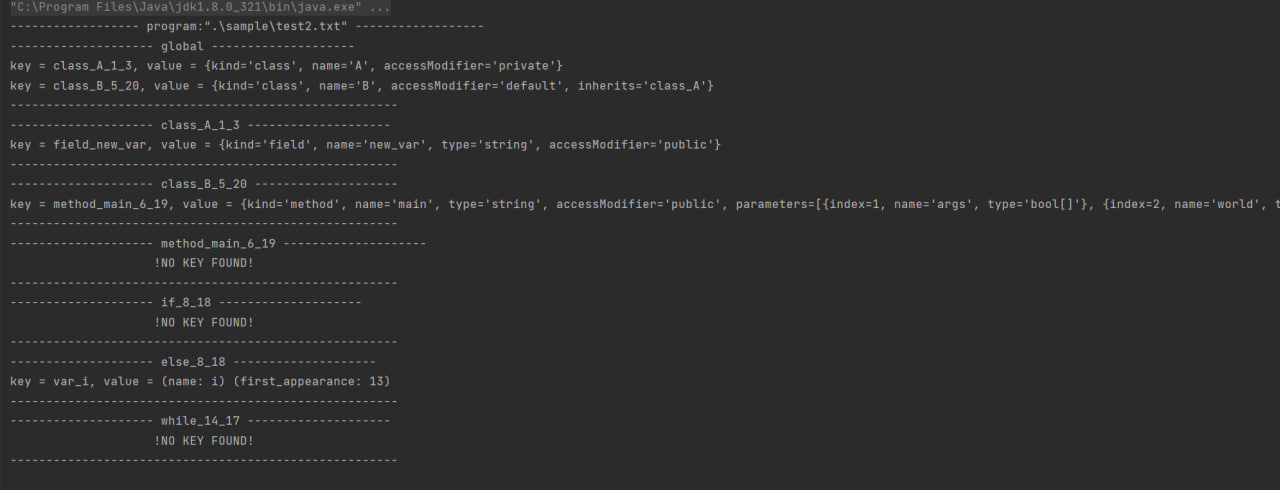 "C:\Program Files\Java\jdk1.8.0_321\bin\java.exe" ...
------------------ program:".\sample\test2.txt" ------------------
-------------------- global --------------------
key = class_A_1_3, value = {kind='class', name='A', accessModifier='private'}
key = class_B_5_20, value = {kind='class', name='B', accessModifier='default', inherits='class_A'}
------------------------------------------------------
-------------------- class_A_1_3 --------------------
key = field_new_var, value = {kind='field', name='new_var', type='string', accessModifier='public'}
------------------------------------------------------
-------------------- class_B_5_20 --------------------
key = method_main_6_19, value = {kind='method', name='main', type='string', accessModifier='public', parameters=[{index=1, name='args', type='bool[]'}, {index=2, name='world', t
------------------------------------------------------
-------------------- method_main_6_19 --------------------
!NO KEY FOUND!
------------------------------------------------------
-------------------- if_8_18 --------------------
!NO KEY FOUND!
------------------------------------------------------
-------------------- else_8_18 --------------------
key = var_i, value = (name: i) (first_appearance: 13)
------------------------------------------------------
-------------------- while_14_17 --------------------
!NO KEY FOUND!
------------------------------------------------------